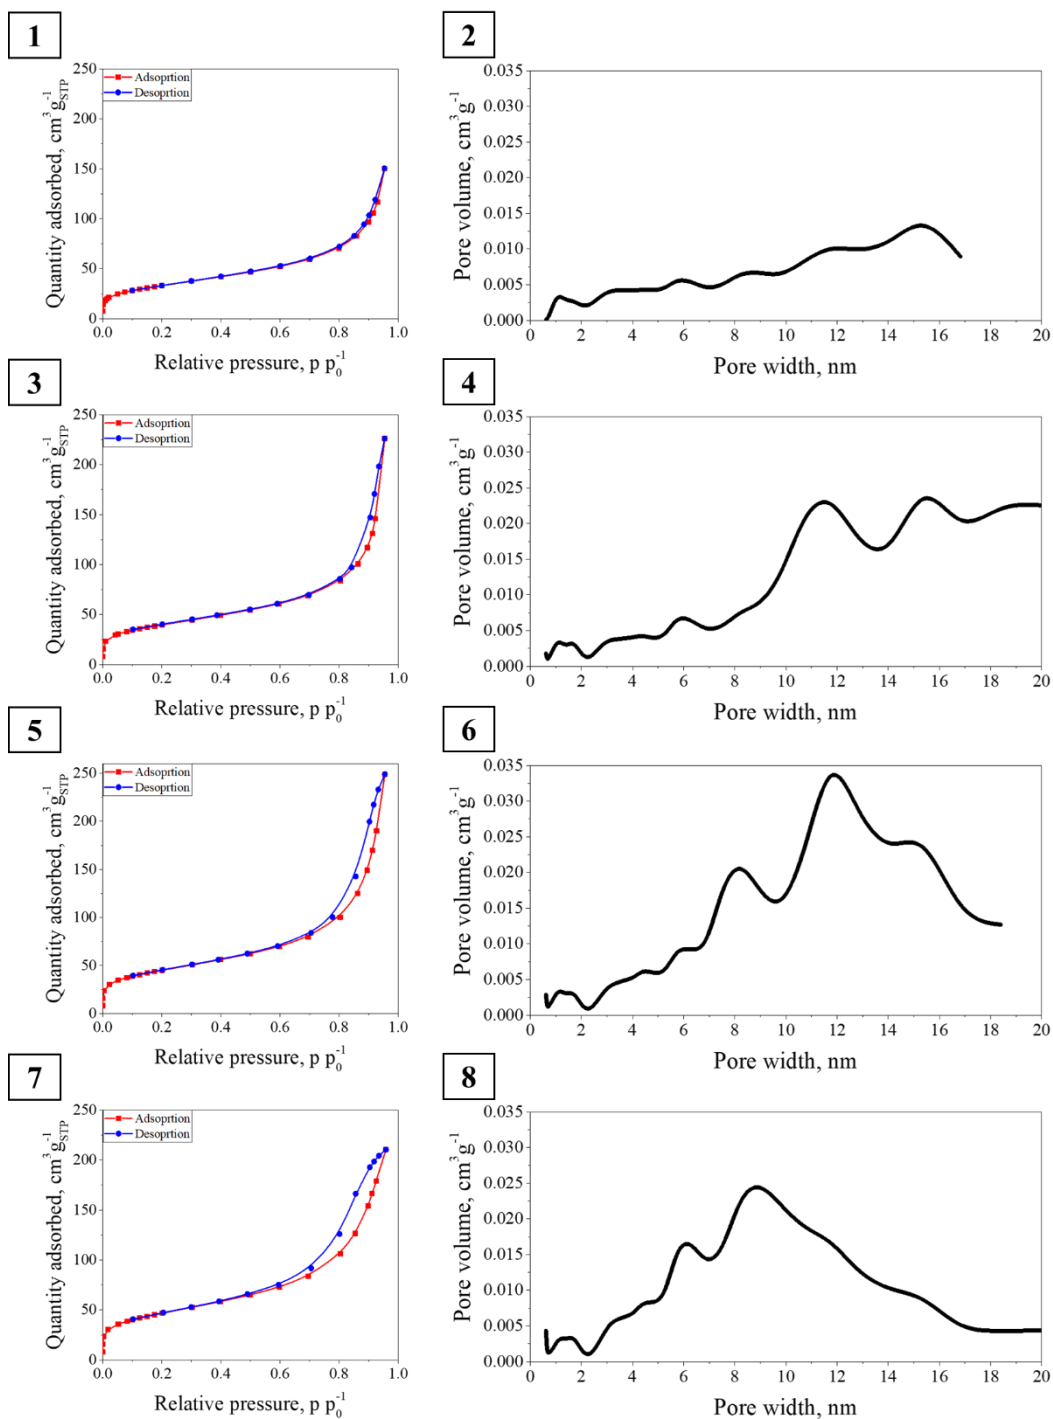 1
2
Quantity adsorbed, cm³g⁻¹STP
250
200
150
100
50
0
Adsoprtion
Desoprtion
0.0 0.2 0.4 0.6 0.8 1.0
Relative pressure, p p₀⁻¹
Pore volume, cm³g⁻¹
0.035
0.030
0.025
0.020
0.015
0.010
0.005
0.000
0 2 4 6 8 10 12 14 16 18 20
Pore width, nm
3
4
Quantity adsorbed, cm³g⁻¹STP
250
200
150
100
50
0
Adsoprtion
Desoprtion
0.0 0.2 0.4 0.6 0.8 1.0
Relative pressure, p p₀⁻¹
Pore volume, cm³g⁻¹
0.035
0.030
0.025
0.020
0.015
0.010
0.005
0.000
0 2 4 6 8 10 12 14 16 18 20
Pore width, nm
5
6
Quantity adsorbed, cm³g⁻¹STP
250
200
150
100
50
0
Adsoprtion
Desoprtion
0.0 0.2 0.4 0.6 0.8 1.0
Relative pressure, p p₀⁻¹
Pore volume, cm³g⁻¹
0.035
0.030
0.025
0.020
0.015
0.010
0.005
0.000
0 2 4 6 8 10 12 14 16 18 20
Pore width, nm
7
8
Quantity adsorbed, cm³g⁻¹STP
250
200
150
100
50
0
Adsoprtion
Desoprtion
0.0 0.2 0.4 0.6 0.8 1.0
Relative pressure, p p₀⁻¹
Pore volume, cm³g⁻¹
0.035
0.030
0.025
0.020
0.015
0.010
0.005
0.000
0 2 4 6 8 10 12 14 16 18 20
Pore width, nm